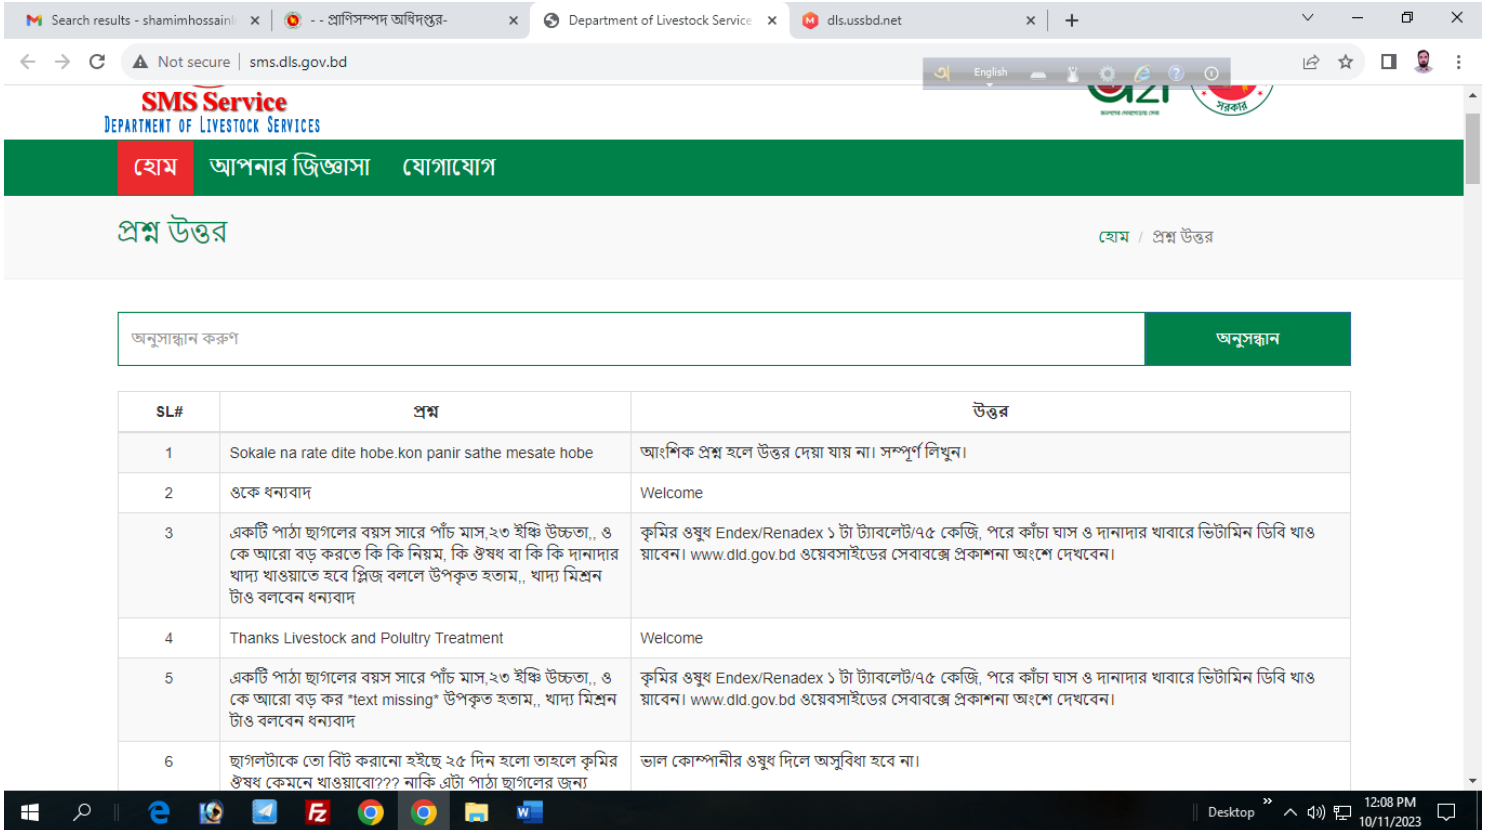 Search results - shamimhossain
- - প্রাণিসম্পদ অধিদপ্তর-
Department of Livestock Service
dls.ussbd.net
Not secure | sms.dls.gov.bd
English
SMS Service
DEPARTMENT OF LIVESTOCK SERVICES
সরকার
হোম আপনার জিজ্ঞাসা যোগাযোগ
প্রশ্ন উত্তর
হোম / প্রশ্ন উত্তর
অনুসান্ধান করুণ
অনুসন্ধান
SL# প্রশ্ন উত্তর
1 Sokale na rate dite hobe.kon panir sathe mesate hobe আংশিক প্রশ্ন হলে উত্তর দেয়া যায় না। সম্পূর্ণ লিখুন।
2 ওকে ধন্যবাদ Welcome
3 একটি পাঠা ছাগলের বয়স সারে পাঁচ মাস,২৩ ইঞ্চি উচ্চতা,, ও
কে আরো বড় করতে কি কি নিয়ম, কি ঔষধ বা কি কি দানাদার
খাদ্য খাওয়াতে হবে প্লিজ বললে উপকৃত হতাম,, খাদ্য মিশ্রন
টাও বলবেন ধন্যবাদ
কৃমির ওষুধ Endex/Renadex ১ টা ট্যাবলেট/৭৫ কেজি, পরে কাঁচা ঘাস ও দানাদার খাবারে ভিটামিন ডিবি খাও
য়াবেন। www.dld.gov.bd ওয়েবসাইডের সেবাবক্সে প্রকাশনা অংশে দেখবেন।
4 Thanks Livestock and Polultry Treatment Welcome
5 একটি পাঠা ছাগলের বয়স সারে পাঁচ মাস,২৩ ইঞ্চি উচ্চতা,, ও
কে আরো বড় কর *text missing* উপকৃত হতাম,, খাদ্য মিশ্রন
টাও বলবেন ধন্যবাদ
কৃমির ওষুধ Endex/Renadex ১ টা ট্যাবলেট/৭৫ কেজি, পরে কাঁচা ঘাস ও দানাদার খাবারে ভিটামিন ডিবি খাও
য়াবেন। www.dld.gov.bd ওয়েবসাইডের সেবাবক্সে প্রকাশনা অংশে দেখবেন।
6 ছাগলটাকে তো বিট করানো হইছে ২৫ দিন হলো তাহলে কৃমির
ঔষধ কেমনে খাওয়াবো??? নাকি এটা পাঠা ছাগলের জন্য
ভাল কোম্পানীর ওষুধ দিলে অসুবিধা হবে না।
Desktop
12:08 PM
10/11/2023